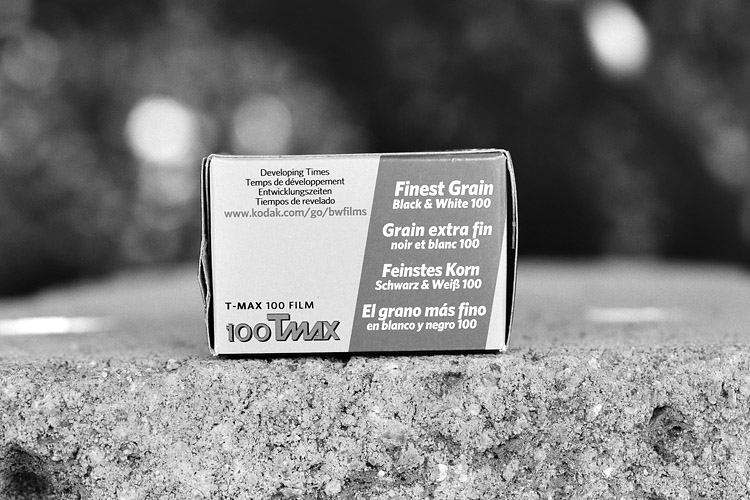 Developing Times
Temps de développement
Entwicklungszeiten
Tiempos de revelado
www.kodak.com/go/bwfilms
T-MAX 100 FILM
100 TMAX
Finest Grain
Black & White 100
Grain extra fin
noir et blanc 100
Feinstes Korn
Schwarz & Weiß 100
El grano más fino
en blanco y negro 100